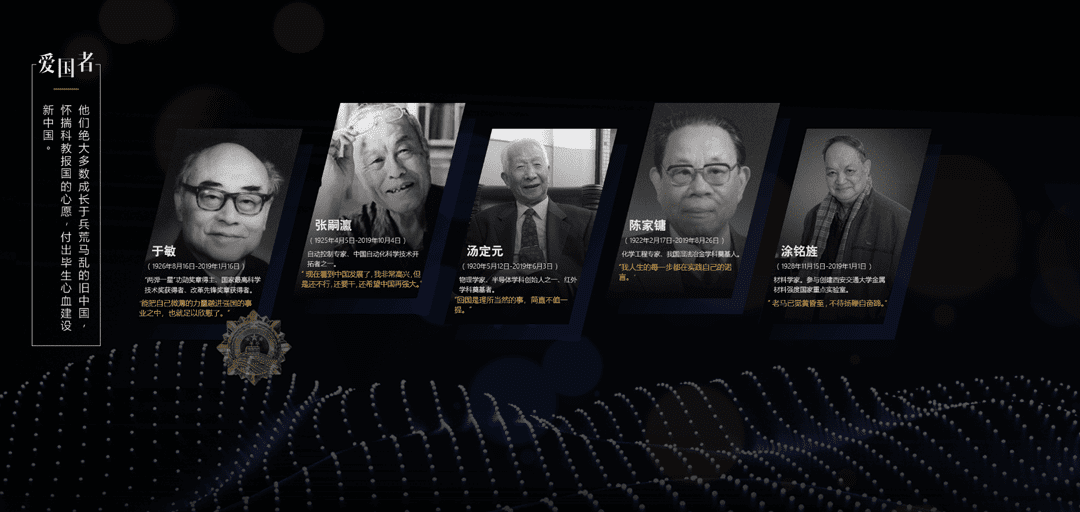 爱国者
他们绝大多数成长于兵荒马乱的旧中国，
怀揣科教报国的心愿，付出毕生心血建设
新中国。
于敏
（1926年8月16日-2019年1月16日）
“两弹一星”功勋奖章得主、国家最高科学
技术奖获得者、改革先锋奖章获得者。
“能把自己微薄的力量融进强国的事
业之中，也就足以欣慰了。”
张嗣瀛
（1925年4月5日-2019年10月4日）
自动控制专家、中国自动化科学技术开
拓者之一。
“现在看到中国发展了，我非常高兴，但
是还不行，还要干，还希望中国再强大。”
汤定元
（1920年5月12日-2019年6月3日）
物理学家，半导体学科创始人之一、红外
学科奠基者。
“回国是理所当然的事，简直不值一
提。”
陈家镛
（1922年2月17日-2019年8月26日）
化学工程专家，我国湿法冶金学科奠基人。
“我人生的每一步都在实践自己的诺
言。”
涂铭旌
（1928年11月15日-2019年1月1日）
材料学家。参与创建西安交通大学金属
材料强度国家重点实验室。
“老马已知黄昏至，不待扬鞭自奋蹄。”